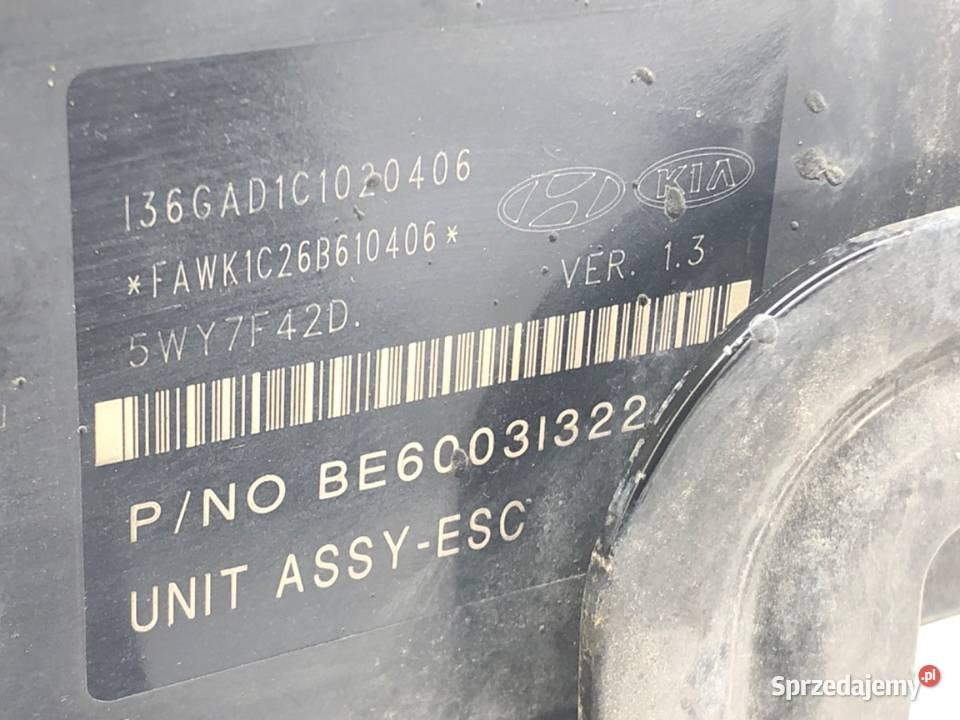 I36GAD1C1020406
KIA
*FAWK1C26B610406*
VER. 1.3
5WY7F42D.
P/NO BE6003I322
UNIT ASSY-ESC
Sprzedajemy.pl